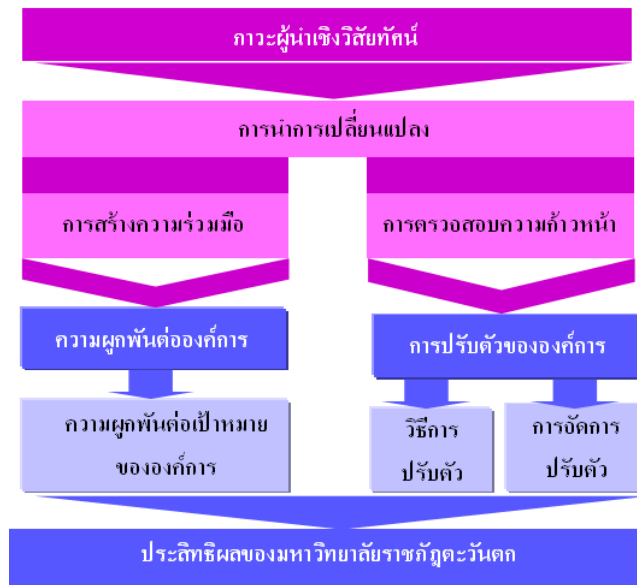 ภาวะผู้นำเชิงวิสัยทัศน์
การนำการเปลี่ยนแปลง
การสร้างความร่วมมือ
การตรวจสอบความก้าวหน้า
ความผูกพันต่อองค์การ
การปรับตัวขององค์การ
ความผูกพันต่อเป้าหมาย
ขององค์การ
วิธีการ
ปรับตัว
การจัดการ
ปรับตัว
ประสิทธิผลของมหาวิทยาลัยราชภัฏตะวันตก